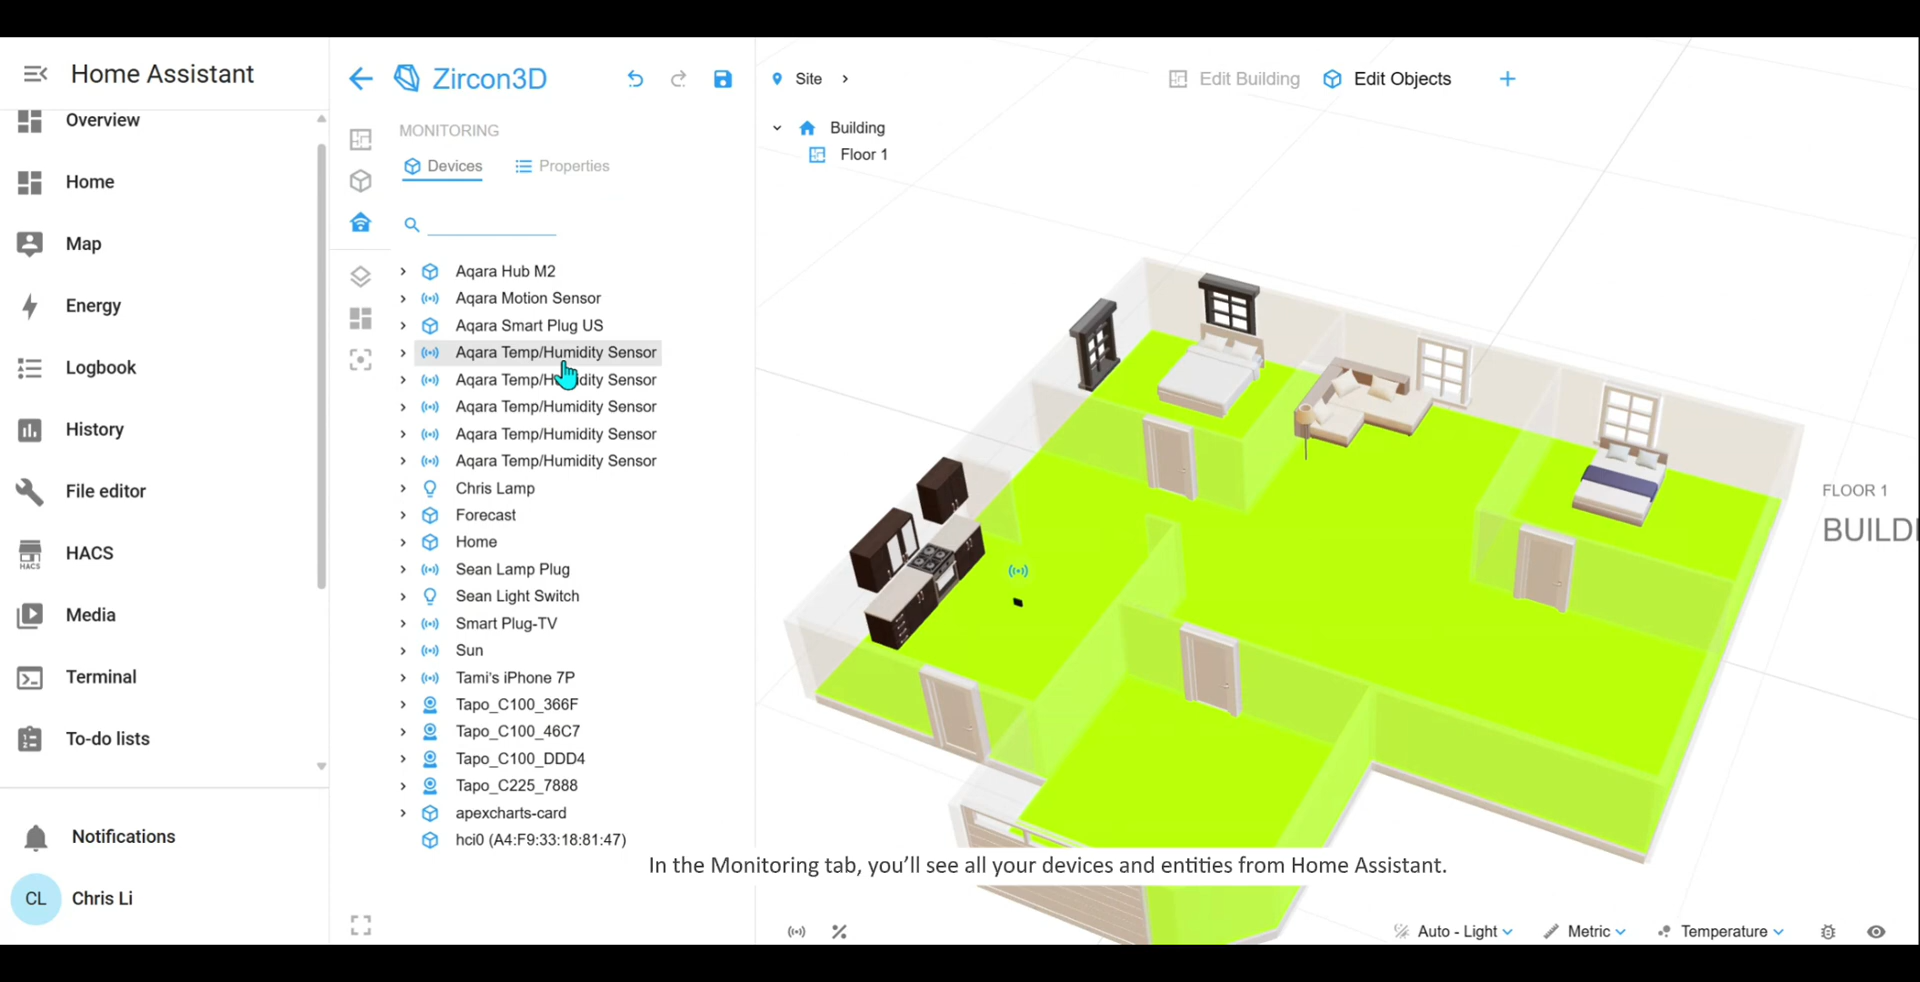 Home Assistant
Overview
Home
Map
Energy
Logbook
History
File editor
HACS
HACS
Media
Terminal
To-do lists
Notifications
CL
Chris Li
Zircon3D
MONITORING
Devices
Properties
Aqara Hub M2
Aqara Motion Sensor
Aqara Smart Plug US
Aqara Temp/Humidity Sensor
Aqara Temp/Humidity Sensor
Aqara Temp/Humidity Sensor
Aqara Temp/Humidity Sensor
Aqara Temp/Humidity Sensor
Chris Lamp
Forecast
Home
Sean Lamp Plug
Sean Light Switch
Smart Plug-TV
Sun
Tami's iPhone 7P
Tapo_C100_366F
Tapo_C100_46C7
Tapo_C100_DDD4
Tapo_C225_7888
apexcharts-card
hci0 (A4:F9:33:18:81:47)
Site
Edit Building
Edit Objects
Building
Floor 1
FLOOR 1
BUILDI
In the Monitoring tab, you’ll see all your devices and entities from Home Assistant.
Auto - Light
Metric
Temperature